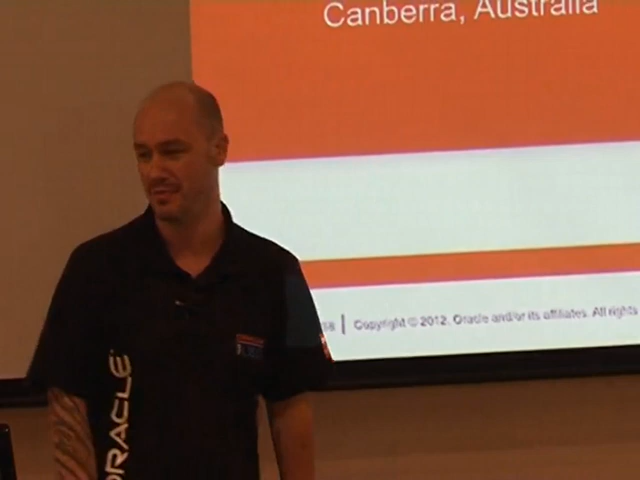 Canberra, Australia
Copyright © 2012, Oracle and/or its affiliates. All rights
ORACLE